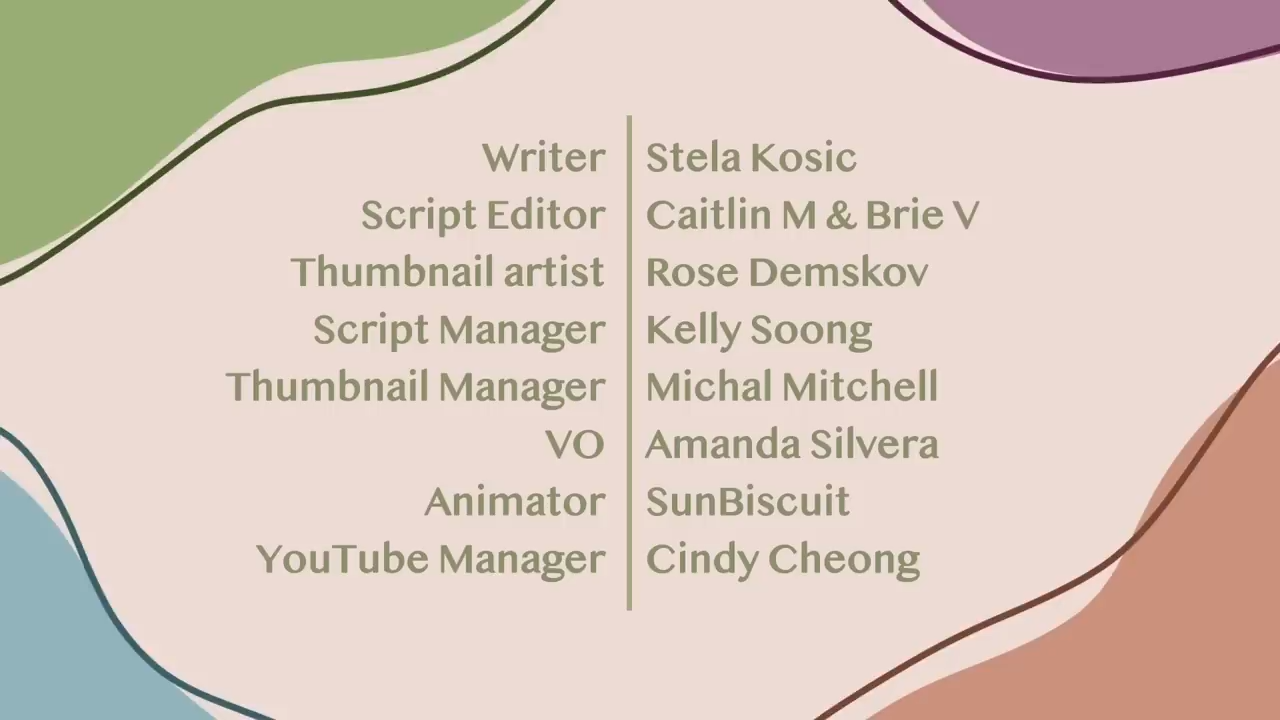 Writer Stela Kosic
Script Editor Caitlin M & Brie V
Thumbnail artist Rose Demskov
Script Manager Kelly Soong
Thumbnail Manager Michal Mitchell
VO Amanda Silvera
Animator SunBiscuit
YouTube Manager Cindy Cheong